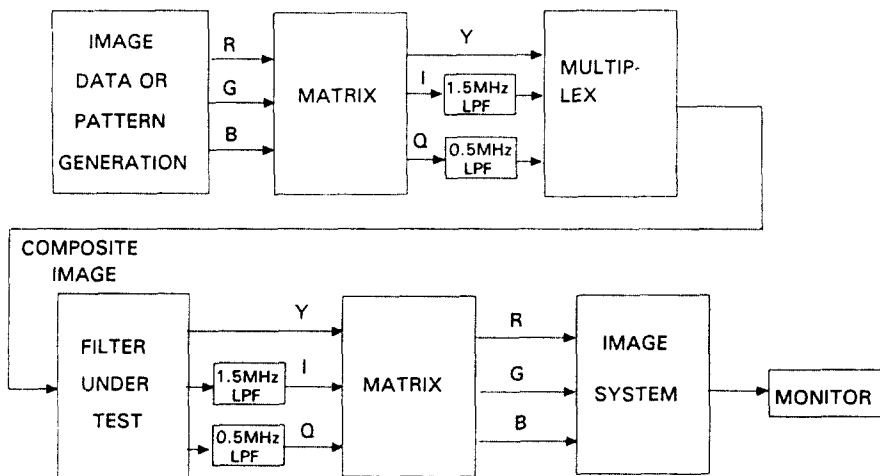 IMAGE
DATA OR
PATTERN
GENERATION
R
G
B
MATRIX
Y
I
1.5MHz
LPF
Q
0.5MHz
LPF
MULTIP-
LEX
COMPOSITE
IMAGE
FILTER
UNDER
TEST
Y
1.5MHz
LPF
I
0.5MHz
LPF
Q
MATRIX
R
G
B
IMAGE
SYSTEM
MONITOR